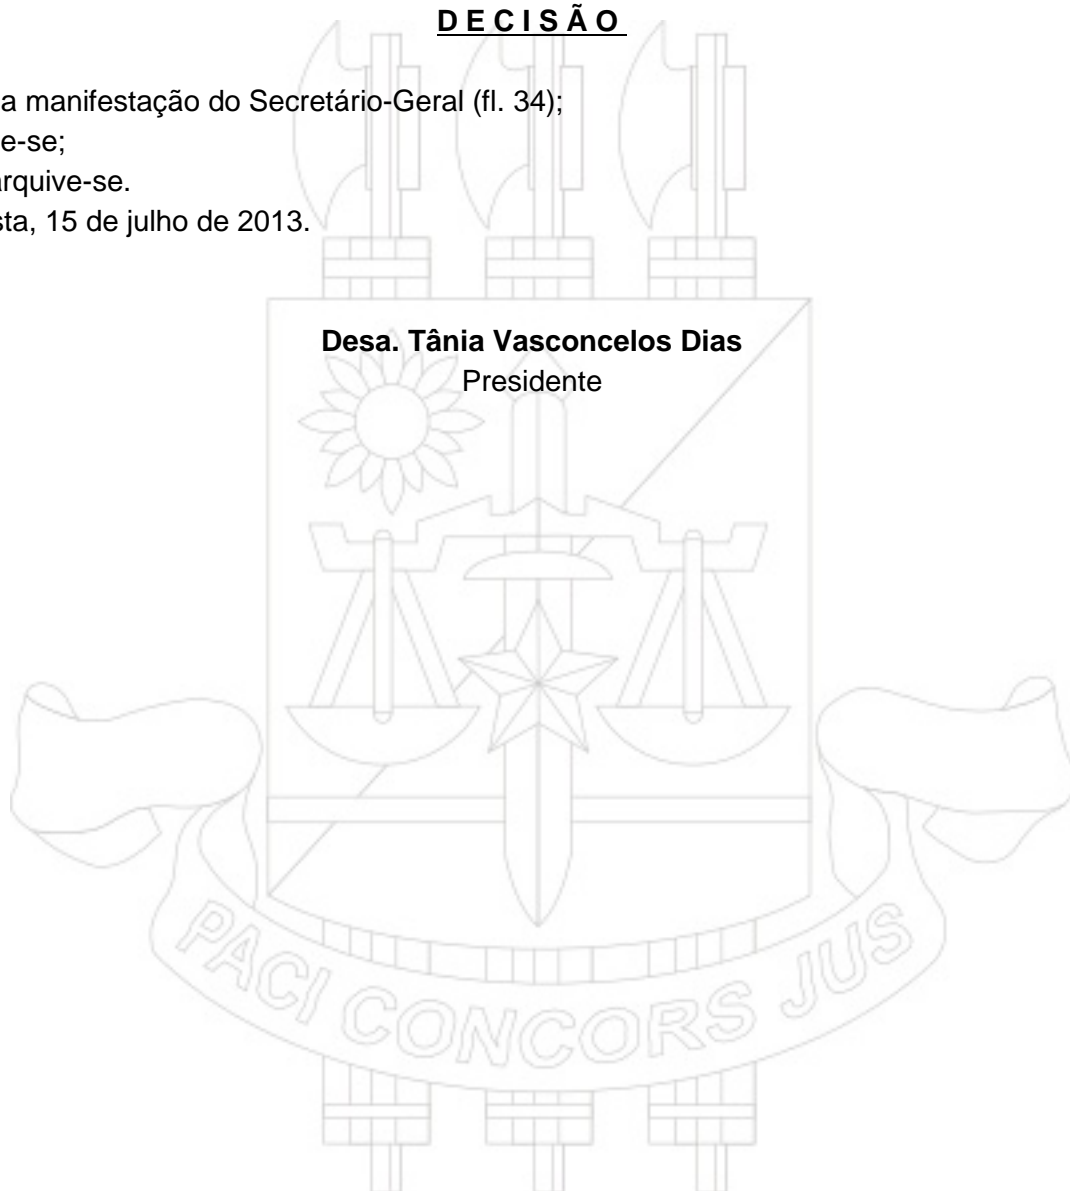 D E C I S Ã O
a manifestação do Secretário-Geral (fl. 34);
e-se;
arquive-se.
sta, 15 de julho de 2013.
Desa. Tânia Vasconcelos Dias
Presidente
PACI CONCORS JUS